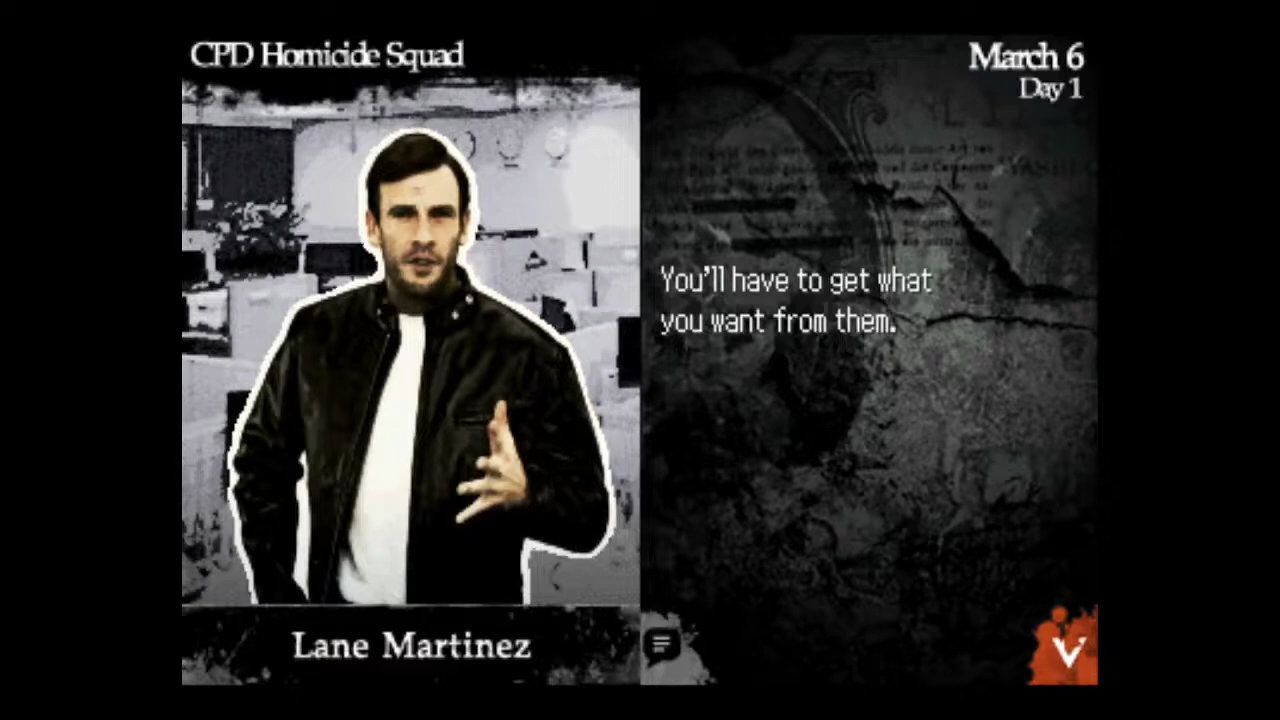 CPD Homicide Squad
March 6
Day 1
You'll have to get what
you want from them.
Lane Martinez